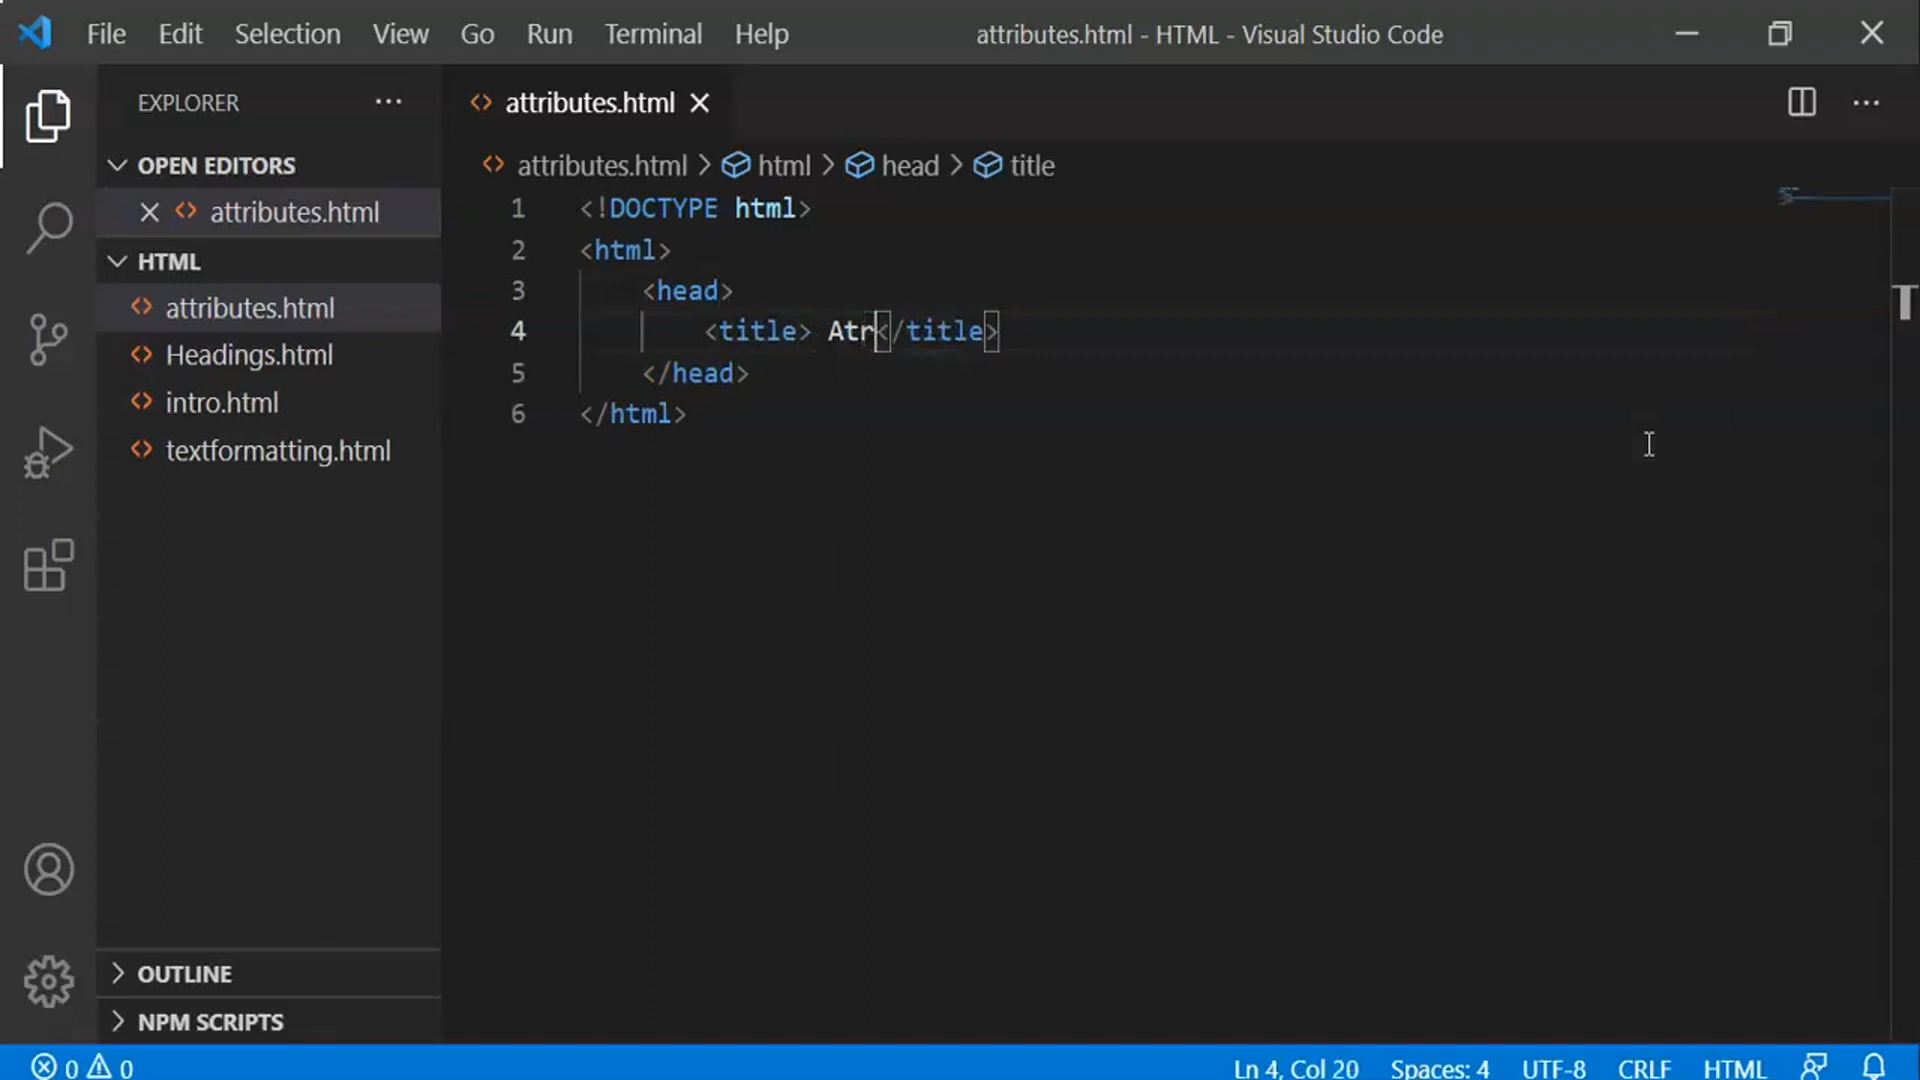 File Edit Selection View Go Run Terminal Help attributes.html - HTML - Visual Studio Code
EXPLORER
attributes.html
OPEN EDITORS
attributes.html
HTML
attributes.html
Headings.html
intro.html
textformatting.html
OUTLINE
NPM SCRIPTS
attributes.html > html > head > title
1 <!DOCTYPE html>
2 <html>
3 <head>
4 <title> Atr</title>
5 </head>
6 </html>
T
0 0 Ln 4, Col 20 Spaces: 4 UTF-8 CRLF HTML